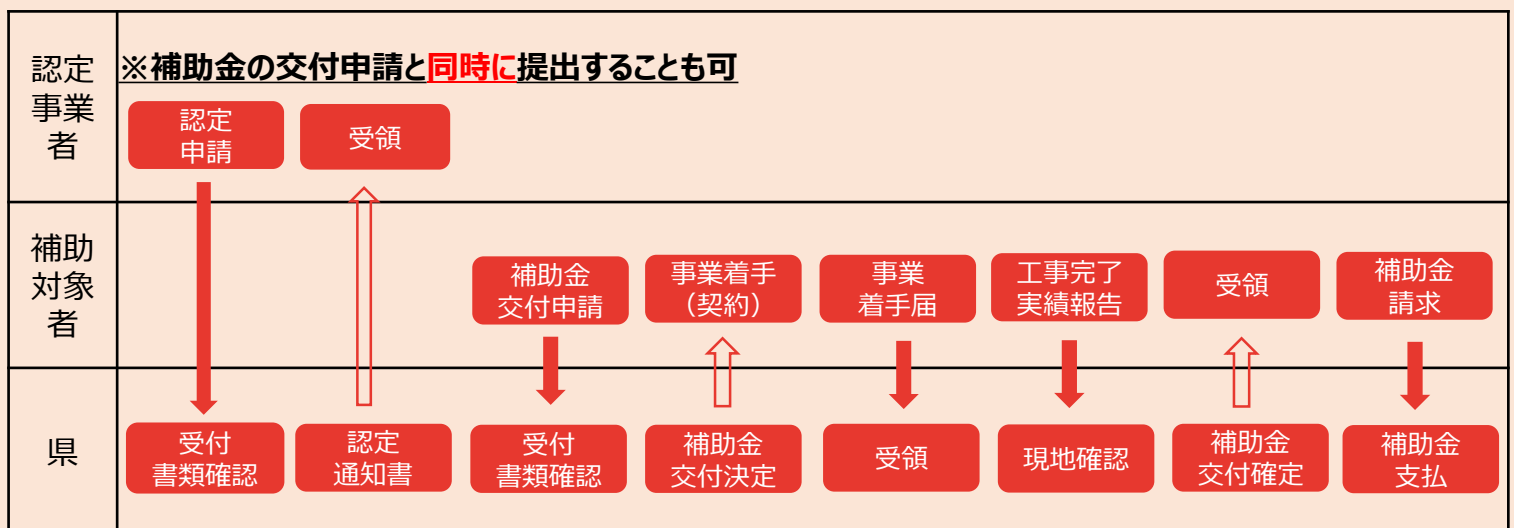 認定
事業
者
※補助金の交付申請と同時に提出することも可
認定
申請
受領
補助
対象
者
補助金
交付申請
事業着手
（契約）
事業
着手届
工事完了
実績報告
受領
補助金
請求
県
受付
書類確認
認定
通知書
受付
書類確認
補助金
交付決定
受領
現地確認
補助金
交付確定
補助金
支払